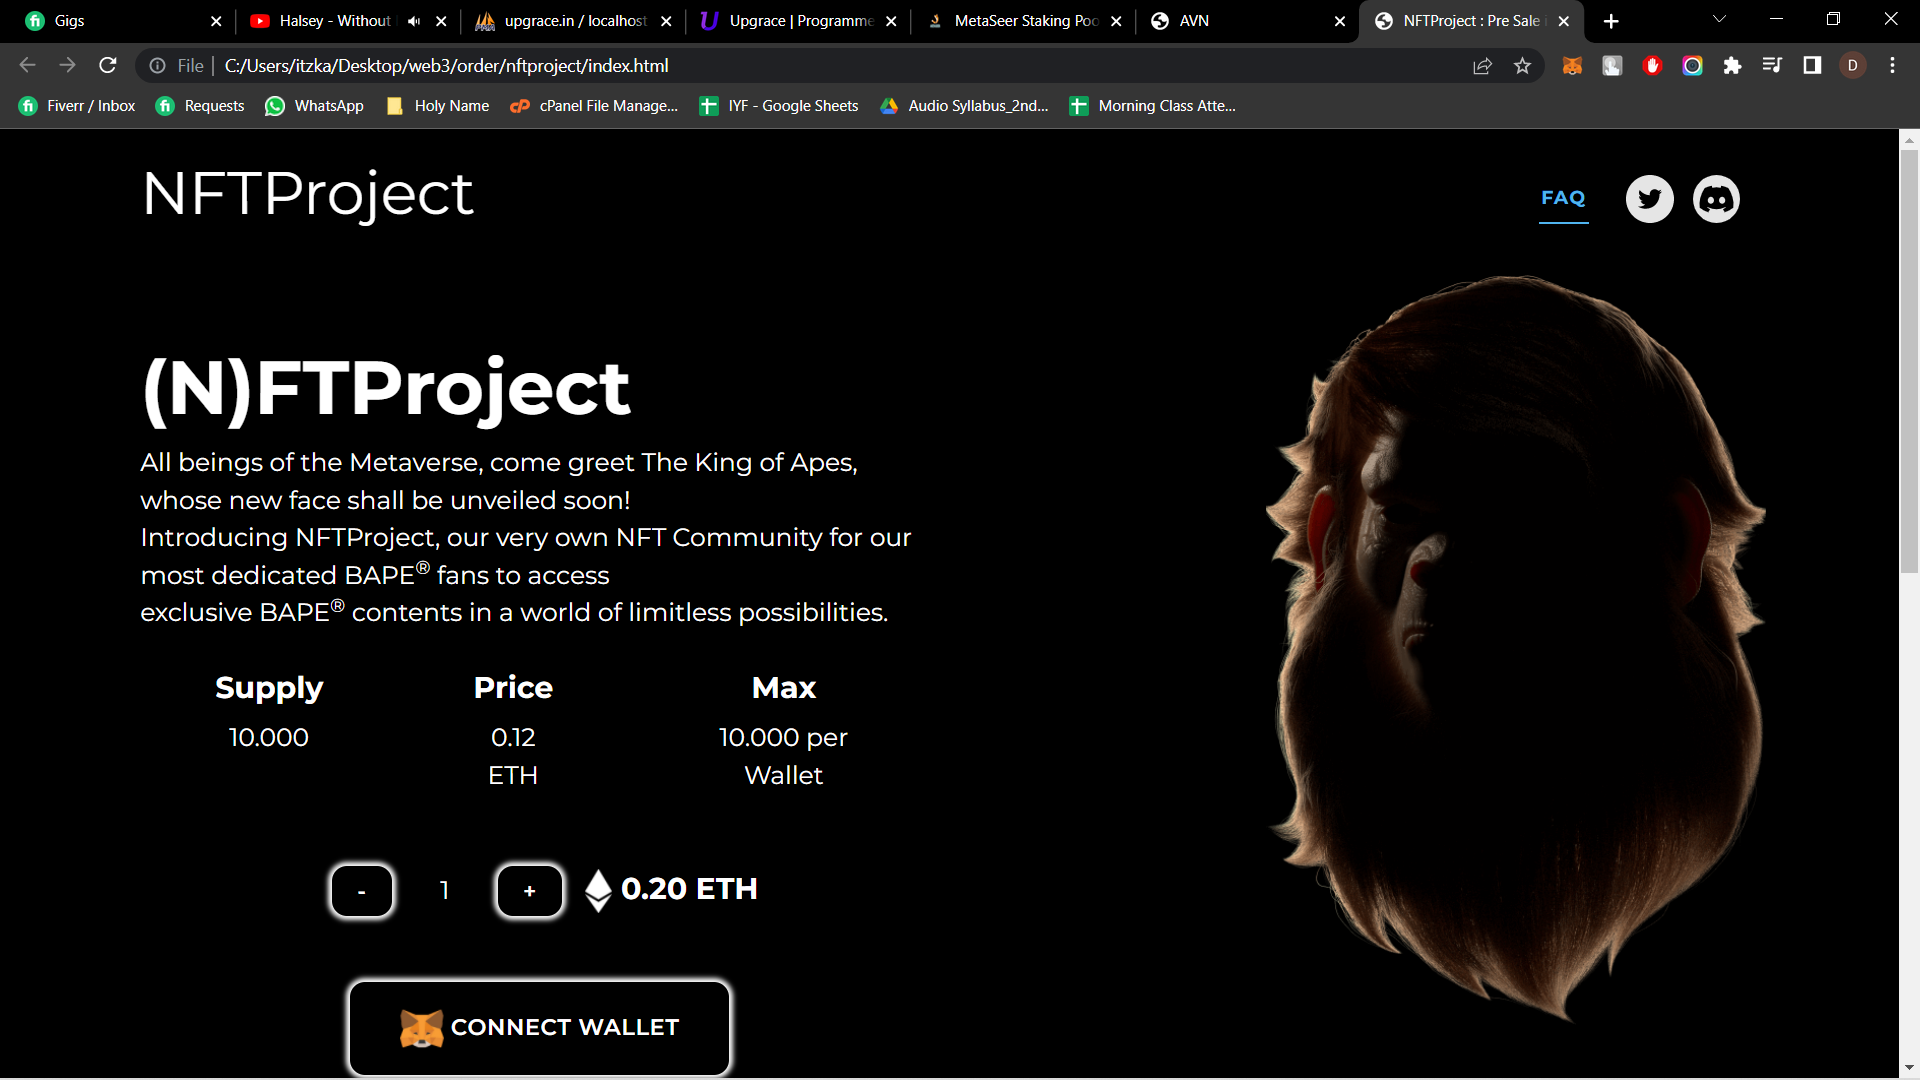 Gigs
Halsey - Without
upgrace.in / localhost
Upgrace | Programme
MetaSeer Staking Poo
AVN
NFTProject : Pre Sale i
File
C:/Users/itzka/Desktop/web3/order/nftproject/index.html
D
Fiverr / Inbox
Requests
WhatsApp
Holy Name
cPanel File Manage...
IYF - Google Sheets
Audio Syllabus_2nd...
Morning Class Atte...
NFTProject
FAQ
(N)FTProject
All beings of the Metaverse, come greet The King of Apes,
whose new face shall be unveiled soon!
Introducing NFTProject, our very own NFT Community for our
most dedicated BAPE® fans to access
exclusive BAPE® contents in a world of limitless possibilities.
Supply
Price
Max
10.000
0.12
ETH
10.000 per
Wallet
-
1
+
0.20 ETH
CONNECT WALLET